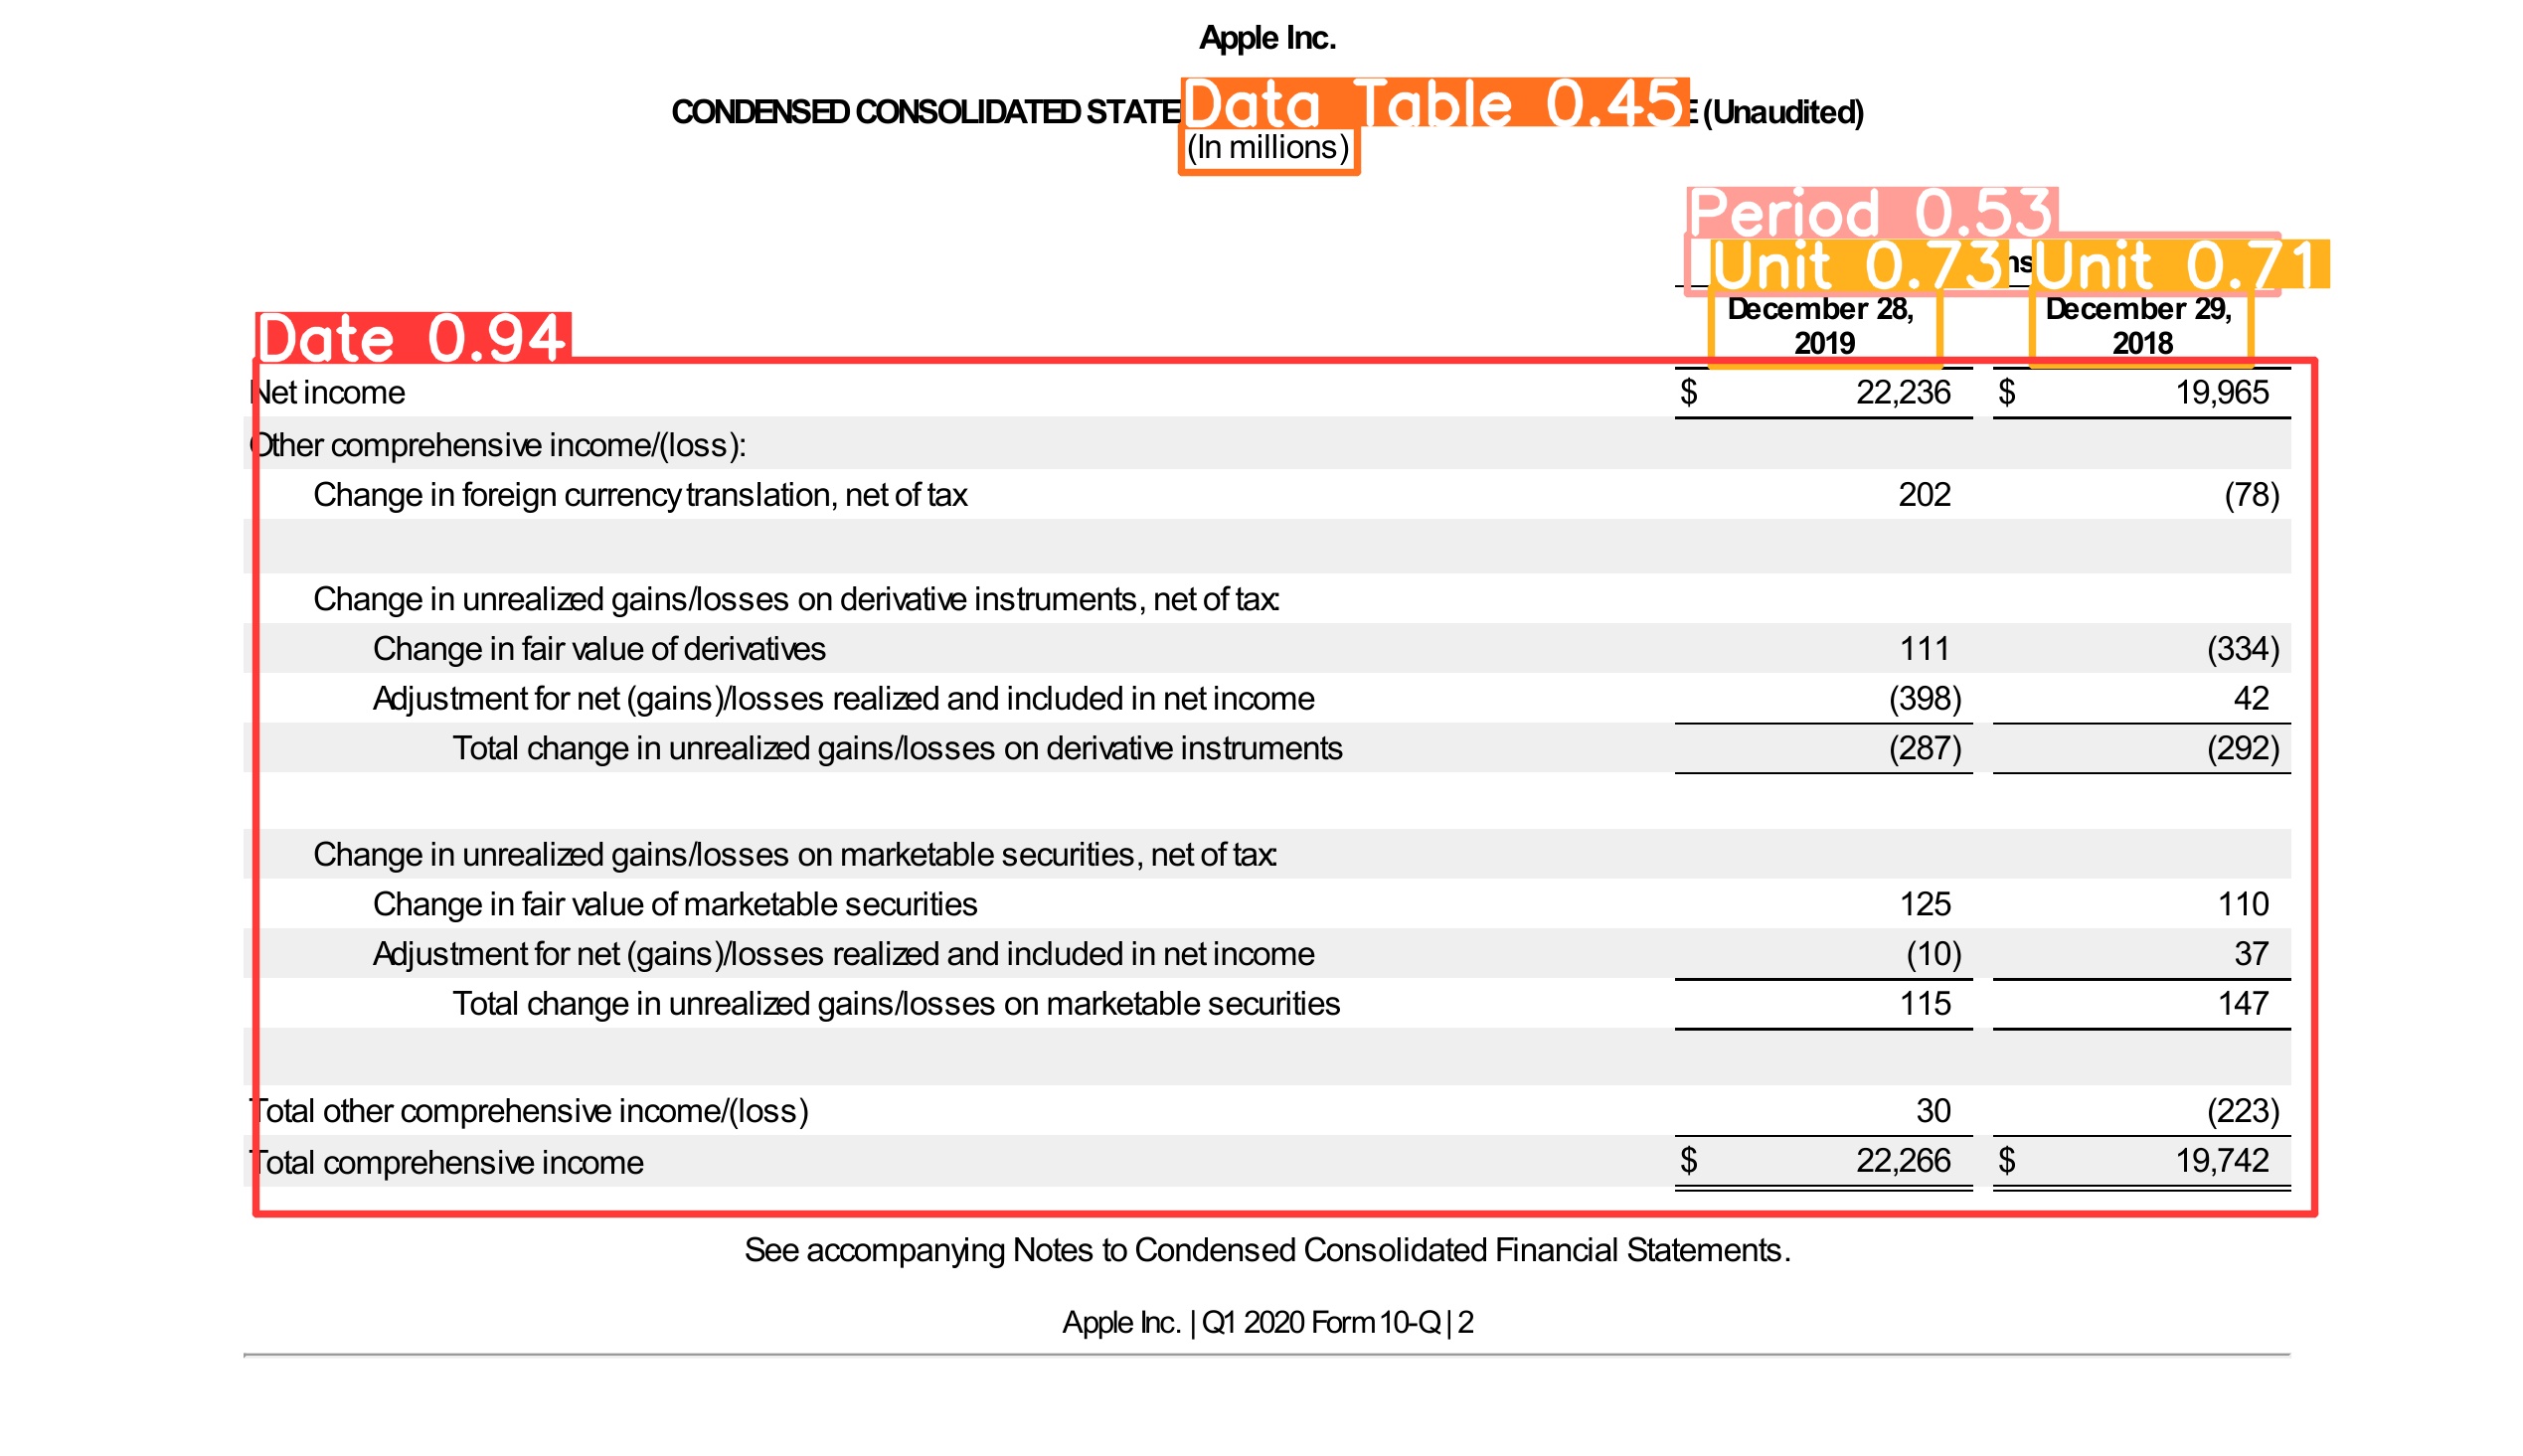 Apple Inc.
CONDENSED CONSOLIDATED STATE Data Table 0.45 E (Unaudited)
(In millions)
Period 0.53
Unit 0.73 ns Unit 0.71
December 28, December 29,
Date 0.94 2019 2018
Net income $ 22,236 $ 19,965
Other comprehensive income/(loss):
Change in foreign currency translation, net of tax 202 (78)
Change in unrealized gains/losses on derivative instruments, net of tax:
Change in fair value of derivatives 111 (334)
Adjustment for net (gains)/losses realized and included in net income (398) 42
Total change in unrealized gains/losses on derivative instruments (287) (292)
Change in unrealized gains/losses on marketable securities, net of tax:
Change in fair value of marketable securities 125 110
Adjustment for net (gains)/losses realized and included in net income (10) 37
Total change in unrealized gains/losses on marketable securities 115 147
Total other comprehensive income/(loss) 30 (223)
Total comprehensive income $ 22,266 $ 19,742
See accompanying Notes to Condensed Consolidated Financial Statements.
Apple Inc. | Q1 2020 Form 10-Q | 2